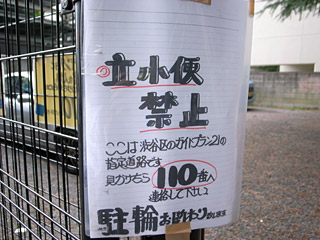 立小便
禁止
ここは渋谷区のガイドプラン21の
指定道路です
見かけたら110番へ
連絡して下さい
駐輪お断わり